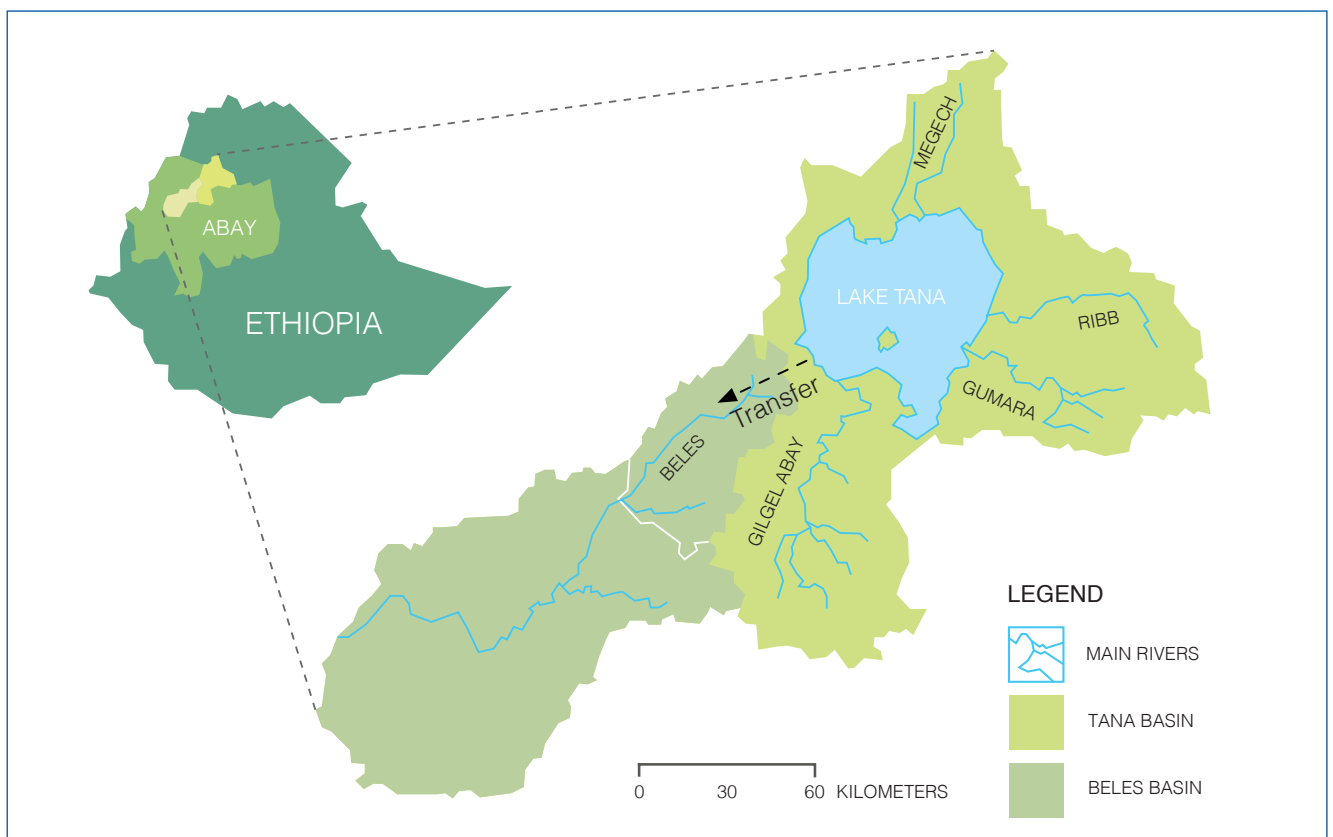 ABAY
ETHIOPIA
MEGECH
LAKE TANA
RIBB
GUMARA
Transfer
BELES
GILGEL ABAY
LEGEND
MAIN RIVERS
TANA BASIN
BELES BASIN
0 30 60 KILOMETERS